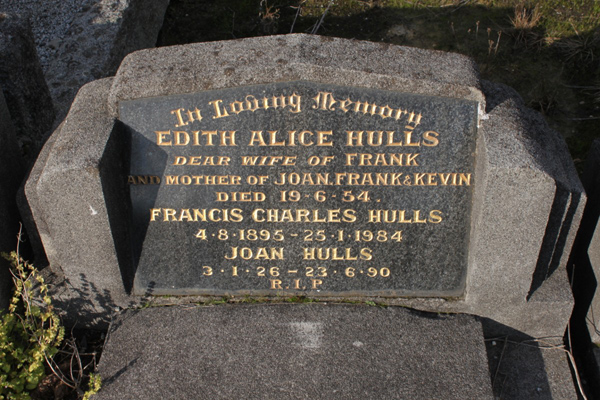 In Loving Memory
EDITH ALICE HULLS
DEAR WIFE OF FRANK
AND MOTHER OF JOAN, FRANK & KEVIN
DIED 19·6·54.
FRANCIS CHARLES HULLS
4·8·1895 - 25·1·1984
JOAN HULLS
3·1·26 - 23·6·90
R.I.P.